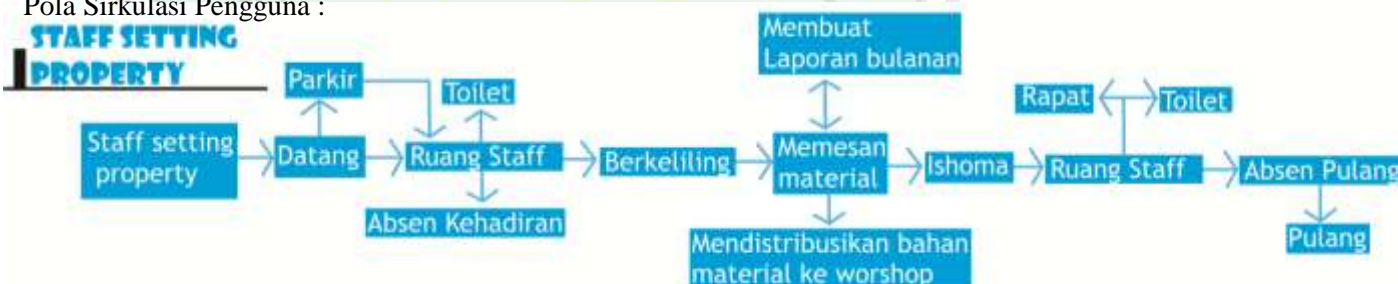 Pola Sirkulasi Pengguna :
STAFF SETTING
PROPERTY
Staff setting
property
Datang
Parkir
Ruang Staff
Toilet
Absen Kehadiran
Berkeliling
Memesan
material
Membuat
Laporan bulanan
Mendistribusikan bahan
material ke worshop
Ishoma
Ruang Staff
Rapat
Toilet
Absen Pulang
Pulang